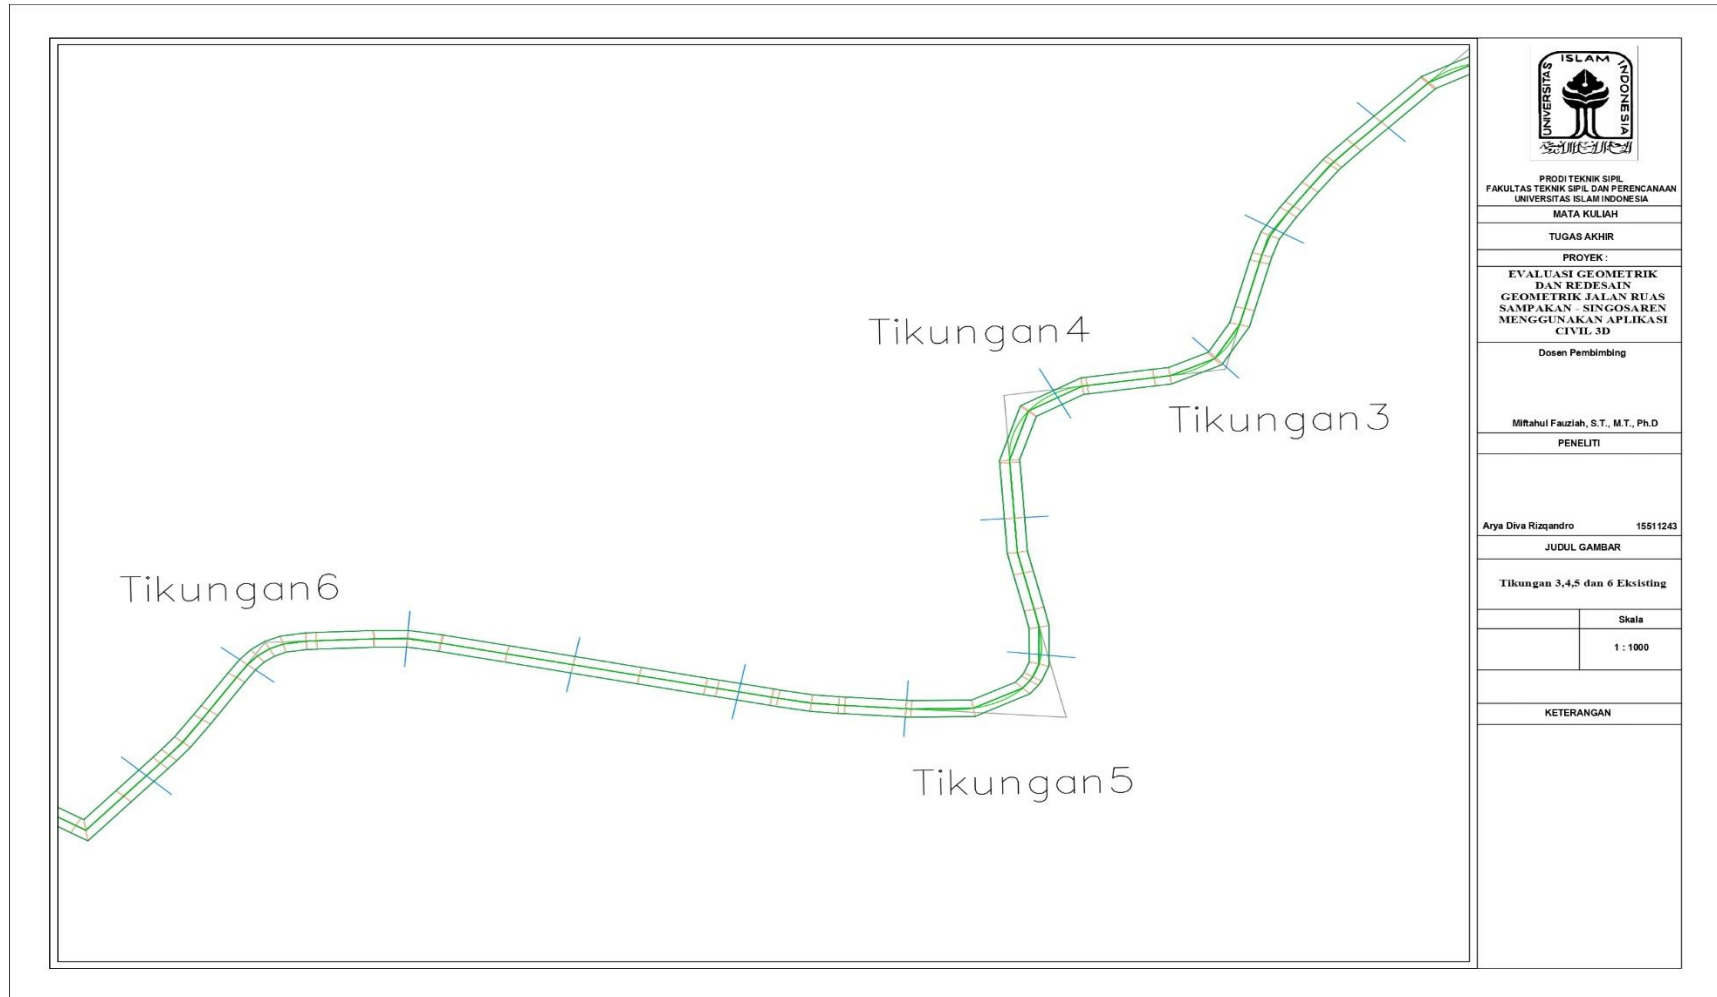 Tikungan4
Tikungan3
Tikungan6
Tikungan5
ISLAM
UNIVERSITAS
INDONESIA
PRODI TEKNIK SIPIL
FAKULTAS TEKNIK SIPIL DAN PERENCANAAN
UNIVERSITAS ISLAM INDONESIA
MATA KULIAH
TUGAS AKHIR
PROYEK :
EVALUASI GEOMETRIK
DAN REDESAIN
GEOMETRIK JALAN RUAS
SAMPAKAN - SINGOSAREN
MENGGUNAKAN APLIKASI
CIVIL 3D
Dosen Pembimbing
Miftahul Fauziah, S.T., M.T., Ph.D
PENELITI
Arya Diva Rizqandro 15511243
JUDUL GAMBAR
Tikungan 3,4,5 dan 6 Eksisting
Skala
1 : 1000
KETERANGAN